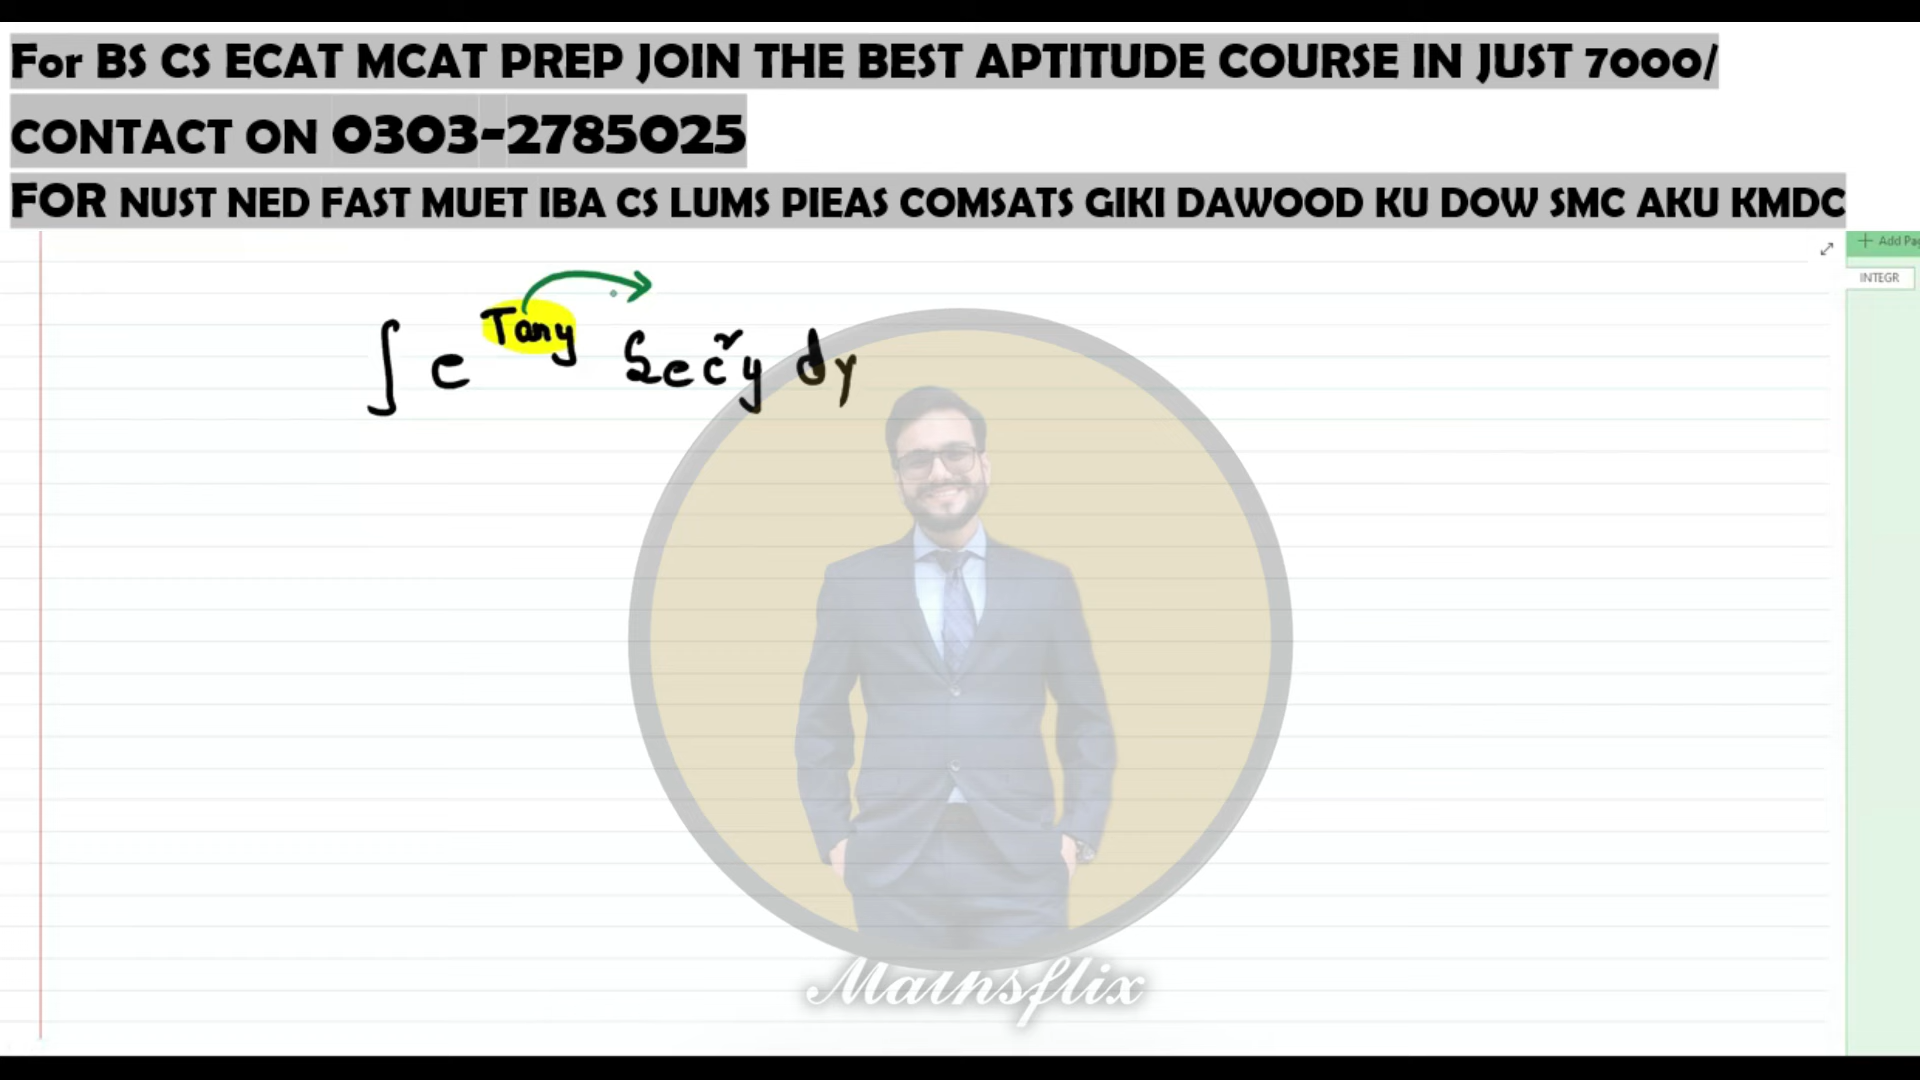 For BS CS ECAT MCAT PREP JOIN THE BEST APTITUDE COURSE IN JUST 7000/
CONTACT ON 0303-2785025
FOR NUST NED FAST MUET IBA CS LUMS PIEAS COMSATS GIKI DAWOOD KU DOW SMC AKU KMDC
+ Add Pag
INTEGR
∫ e^Tany Sec²y dy
Mainsflix